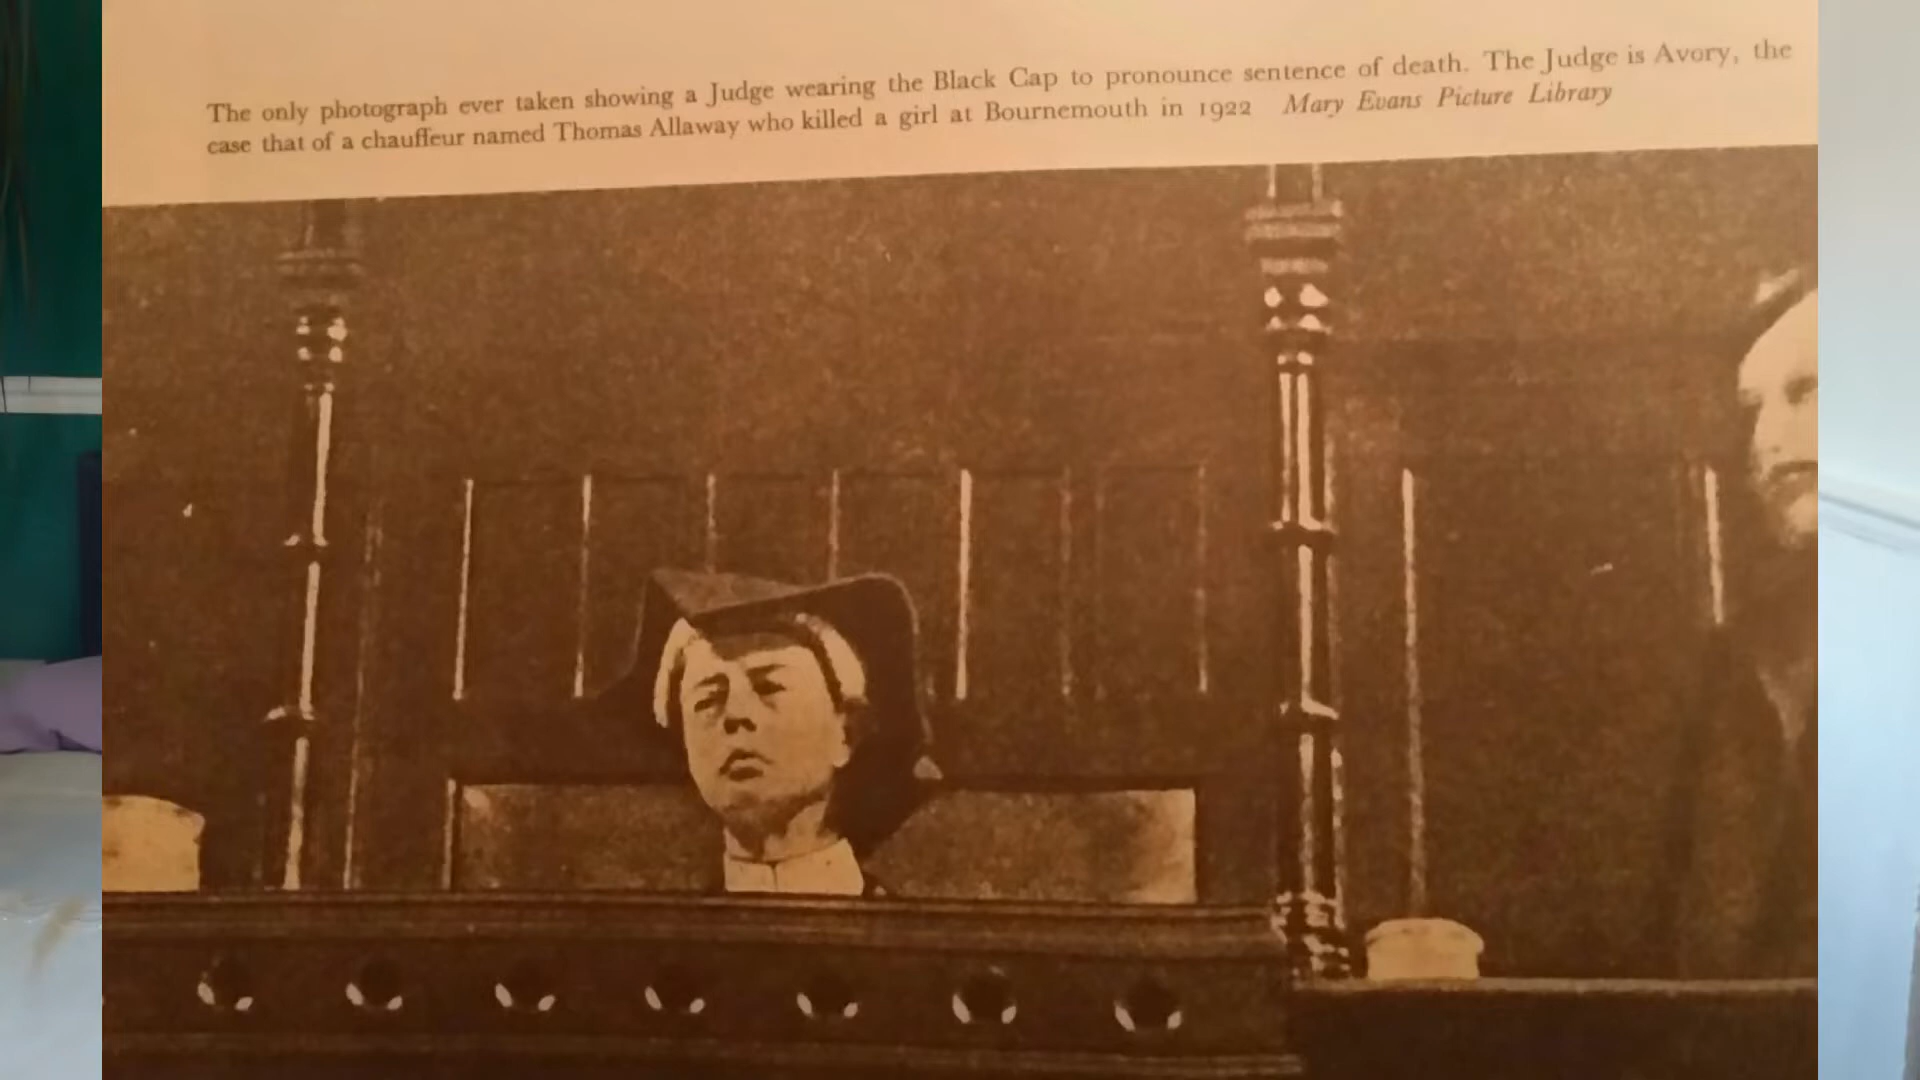 The only photograph ever taken showing a Judge wearing the Black Cap to pronounce sentence of death. The Judge is Avory, the
case that of a chauffeur named Thomas Allaway who killed a girl at Bournemouth in 1922 Mary Evans Picture Library